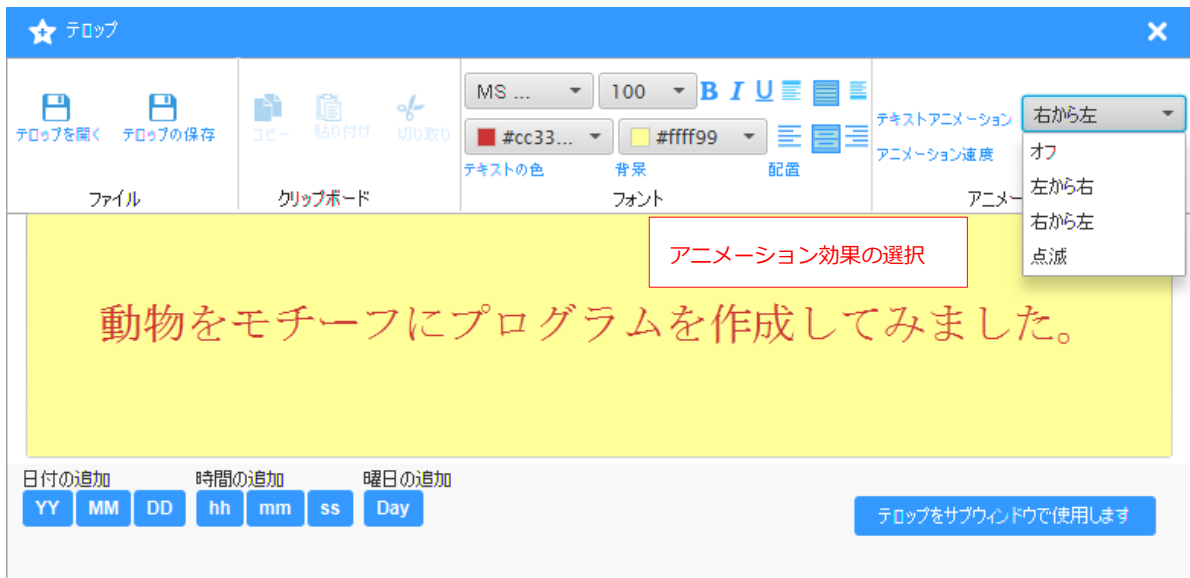 テロップ
MS ...
100
B I U
テロップを開く
テロップの保存
コピー
貼り付け
切り取り
#cc33...
#ffff99
テキストの色
背景
配置
テキストアニメーション
右から左
アニメーション速度
オフ
左から右
右から左
点滅
ファイル
クリップボード
フォント
アニメー
アニメーション効果の選択
動物をモチーフにプログラムを作成してみました。
日付の追加
時間の追加
曜日の追加
YY MM DD hh mm ss Day
テロップをサブウィンドウで使用します